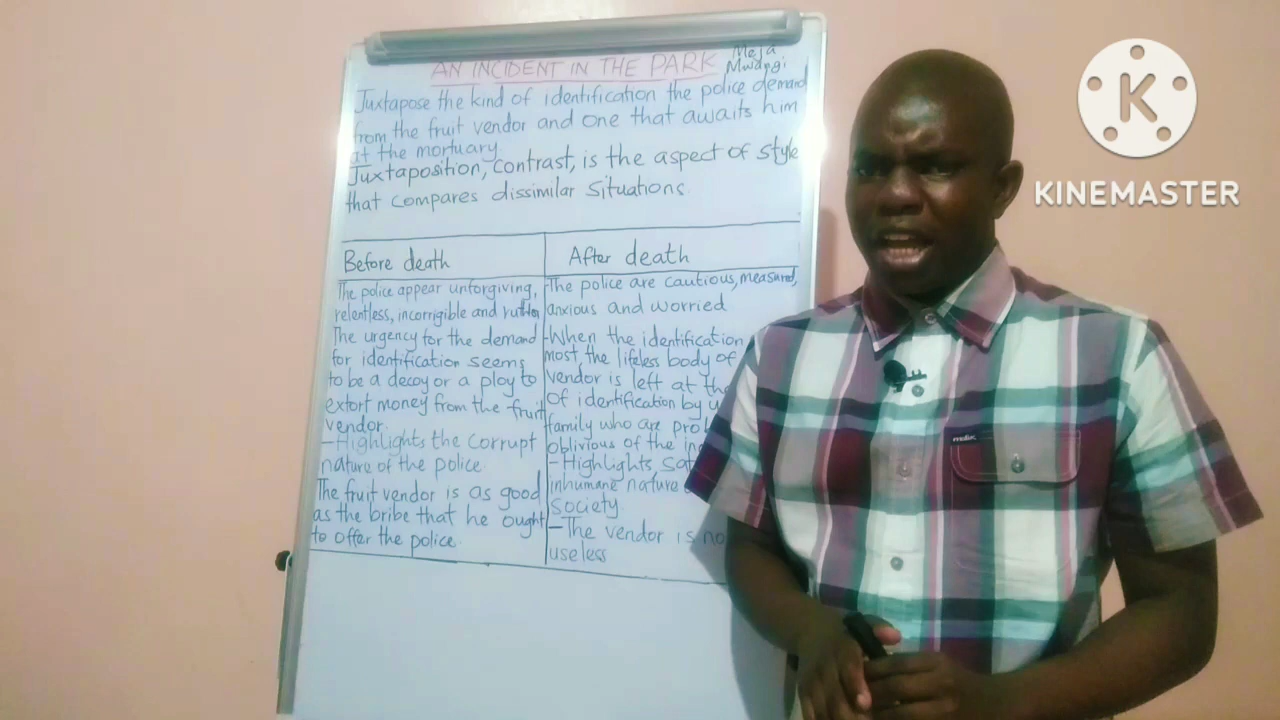 AN INCIDENT IN THE PARK
Meja
Mwangi
Juxtapose the kind of identification the police demand
from the fruit vendor and one that awaits him
at the mortuary.
Juxtaposition, contrast, is the aspect of style
that compares dissimilar situations.
Before death
The police appear unforgiving,
relentless, incorrigible and
The urgency for the demand
for identification seems
to be a decoy or a ploy to
extort money from the fruit
vendor.
-Highlights the corrupt
nature of the police.
The fruit vendor is as good
as the bribe that he ought
to offer the police.
After death
-The police are cautious, measured,
anxious and worried
-When the identification
most, the lifeless body of
vendor is left at the
of identification by
family who are
oblivious of the
-Highlights,
inhumane nature
society.
-The vendor is
useless
K
KINEMASTER